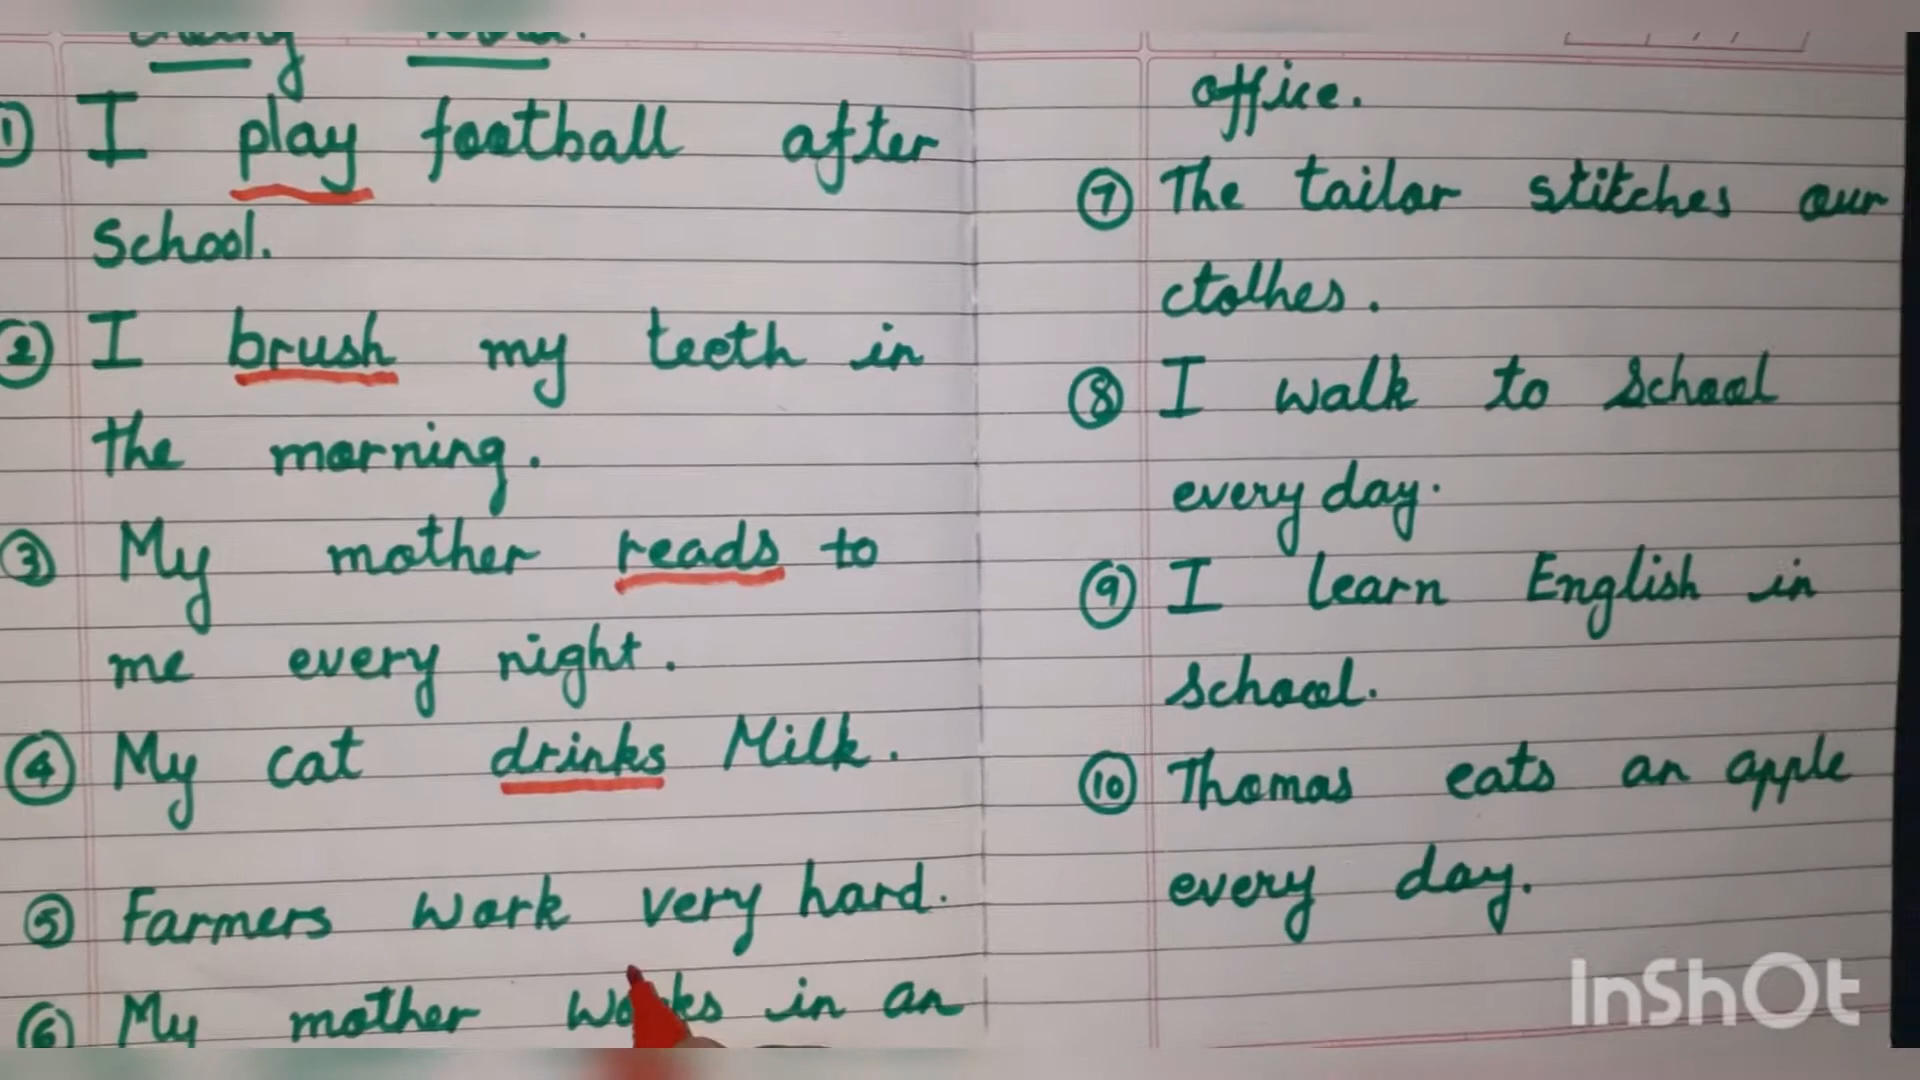 ① I play football after
School.
② I brush my teeth in
the morning.
③ My mother reads to
me every night.
④ My cat drinks Milk.
⑤ Farmers work very hard.
⑥ My mother works in an
office.
⑦ The tailor stitches our
ctolhes.
⑧ I walk to school
every day.
⑨ I learn English in
school.
⑩ Thomas eats an apple
every day.
InShOt